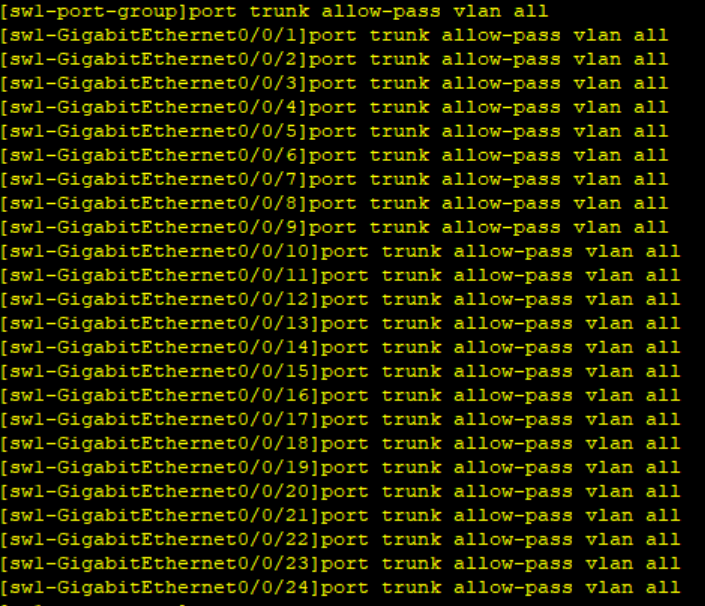 [sw1-port-group]port trunk allow-pass vlan all
[sw1-GigabitEthernet0/0/1]port trunk allow-pass vlan all
[sw1-GigabitEthernet0/0/2]port trunk allow-pass vlan all
[sw1-GigabitEthernet0/0/3]port trunk allow-pass vlan all
[sw1-GigabitEthernet0/0/4]port trunk allow-pass vlan all
[sw1-GigabitEthernet0/0/5]port trunk allow-pass vlan all
[sw1-GigabitEthernet0/0/6]port trunk allow-pass vlan all
[sw1-GigabitEthernet0/0/7]port trunk allow-pass vlan all
[sw1-GigabitEthernet0/0/8]port trunk allow-pass vlan all
[sw1-GigabitEthernet0/0/9]port trunk allow-pass vlan all
[sw1-GigabitEthernet0/0/10]port trunk allow-pass vlan all
[sw1-GigabitEthernet0/0/11]port trunk allow-pass vlan all
[sw1-GigabitEthernet0/0/12]port trunk allow-pass vlan all
[sw1-GigabitEthernet0/0/13]port trunk allow-pass vlan all
[sw1-GigabitEthernet0/0/14]port trunk allow-pass vlan all
[sw1-GigabitEthernet0/0/15]port trunk allow-pass vlan all
[sw1-GigabitEthernet0/0/16]port trunk allow-pass vlan all
[sw1-GigabitEthernet0/0/17]port trunk allow-pass vlan all
[sw1-GigabitEthernet0/0/18]port trunk allow-pass vlan all
[sw1-GigabitEthernet0/0/19]port trunk allow-pass vlan all
[sw1-GigabitEthernet0/0/20]port trunk allow-pass vlan all
[sw1-GigabitEthernet0/0/21]port trunk allow-pass vlan all
[sw1-GigabitEthernet0/0/22]port trunk allow-pass vlan all
[sw1-GigabitEthernet0/0/23]port trunk allow-pass vlan all
[sw1-GigabitEthernet0/0/24]port trunk allow-pass vlan all